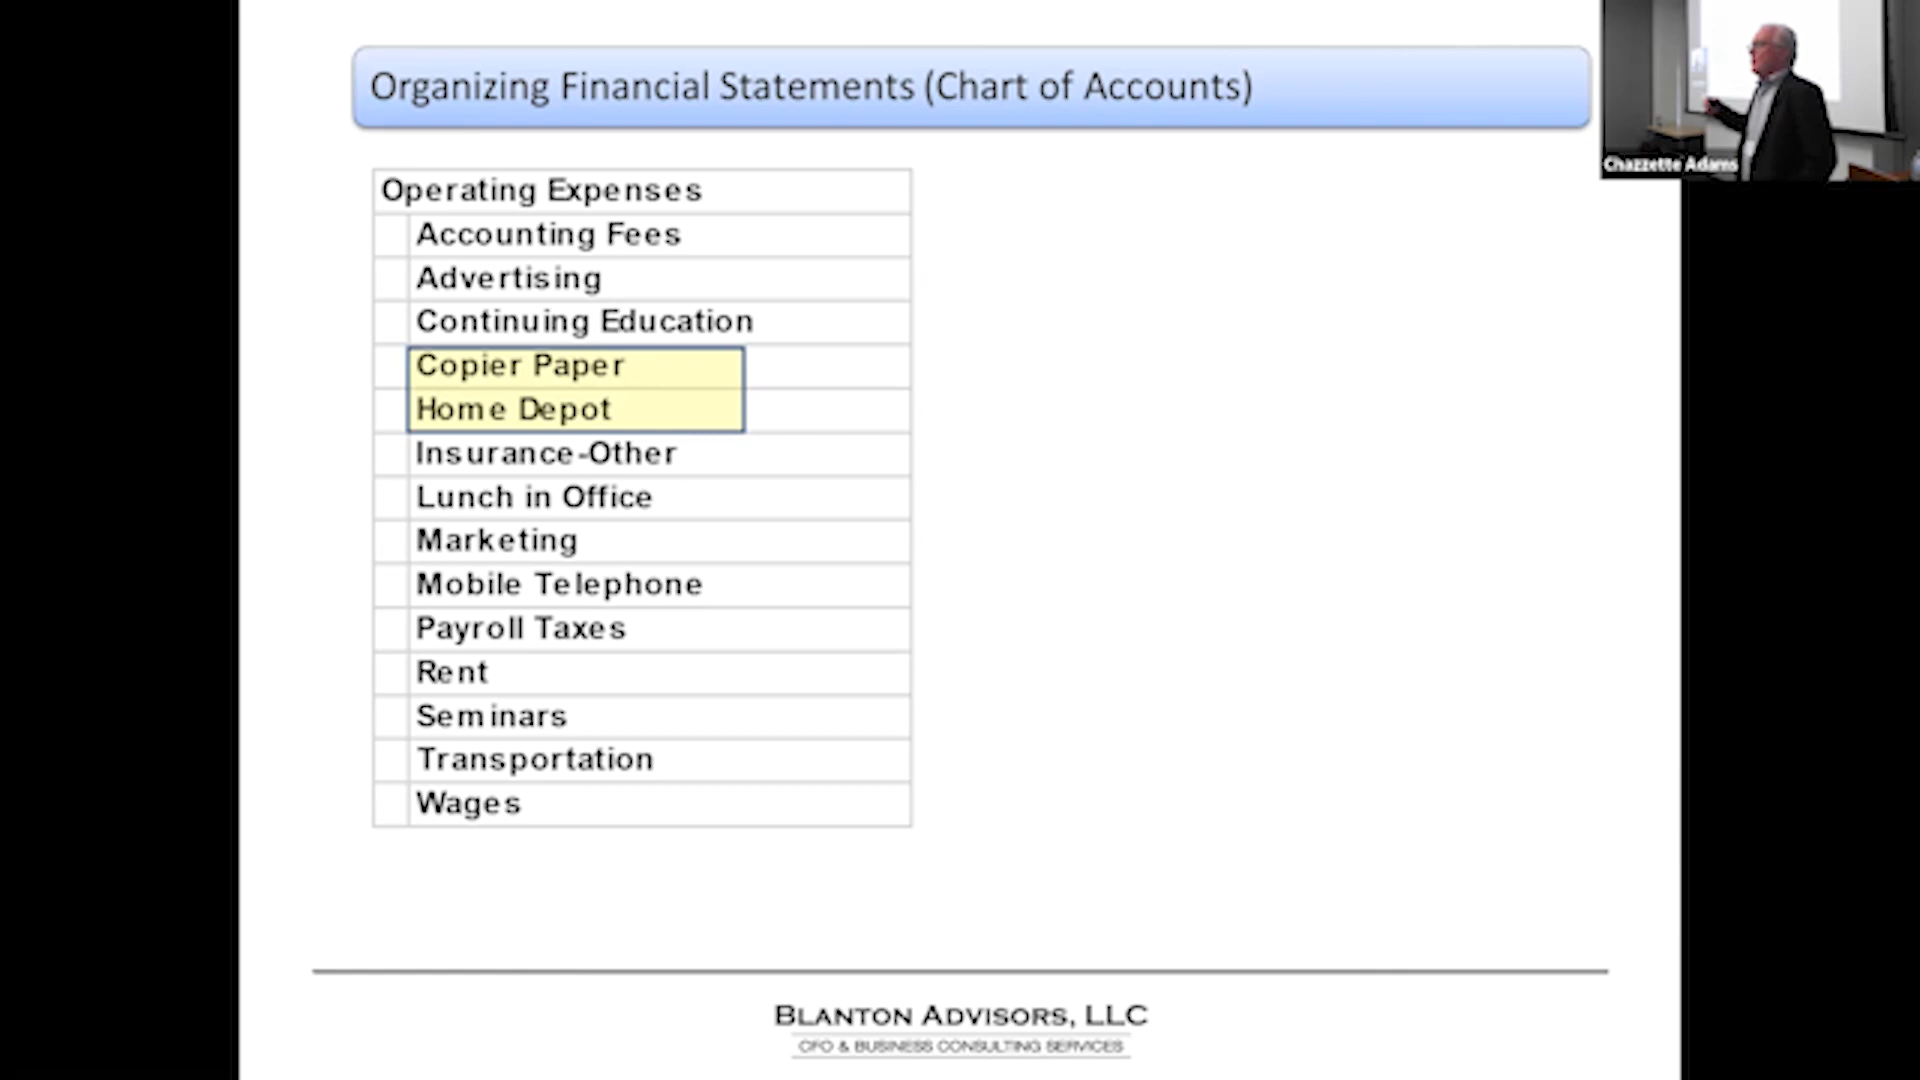 Organizing Financial Statements (Chart of Accounts)
Chazzette Adams
Operating Expenses
Accounting Fees
Advertising
Continuing Education
Copier Paper
Home Depot
Insurance-Other
Lunch in Office
Marketing
Mobile Telephone
Payroll Taxes
Rent
Seminars
Transportation
Wages
BLANTON ADVISORS, LLC
CFO & BUSINESS CONSULTING SERVICES